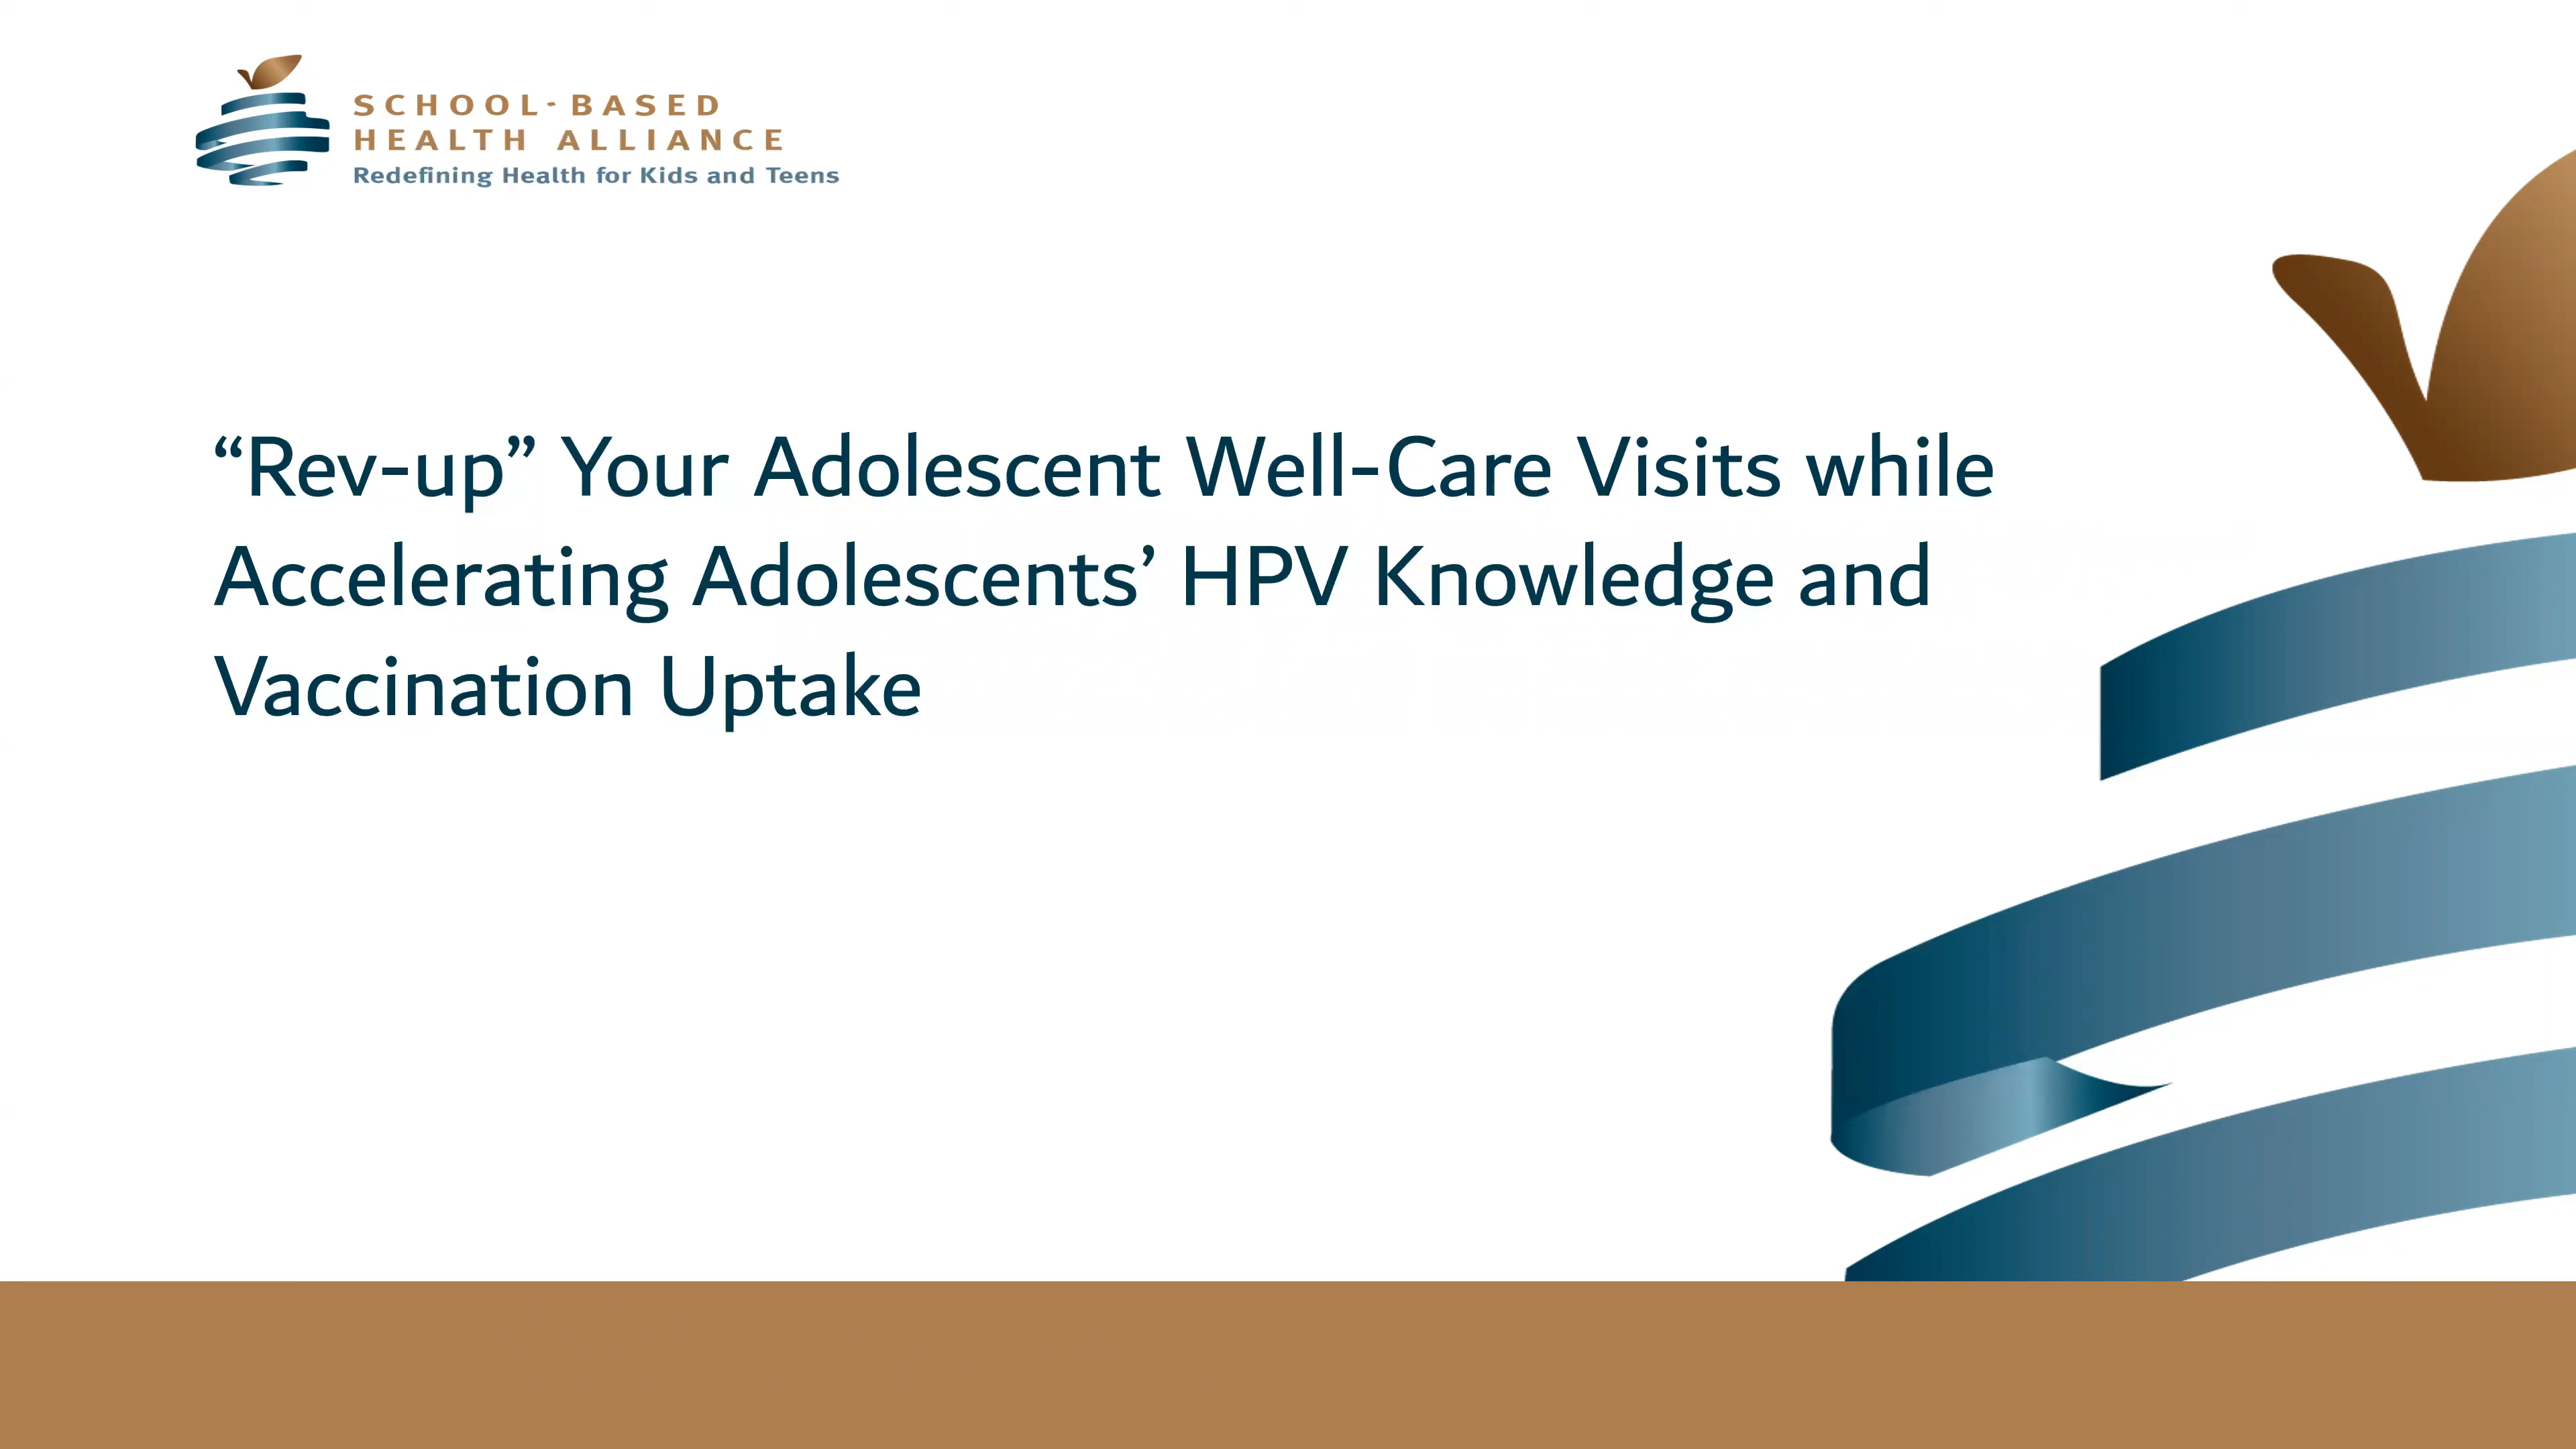 SCHOOL-BASED
HEALTH ALLIANCE
Redefining Health for Kids and Teens
“Rev-up” Your Adolescent Well-Care Visits while
Accelerating Adolescents’ HPV Knowledge and
Vaccination Uptake